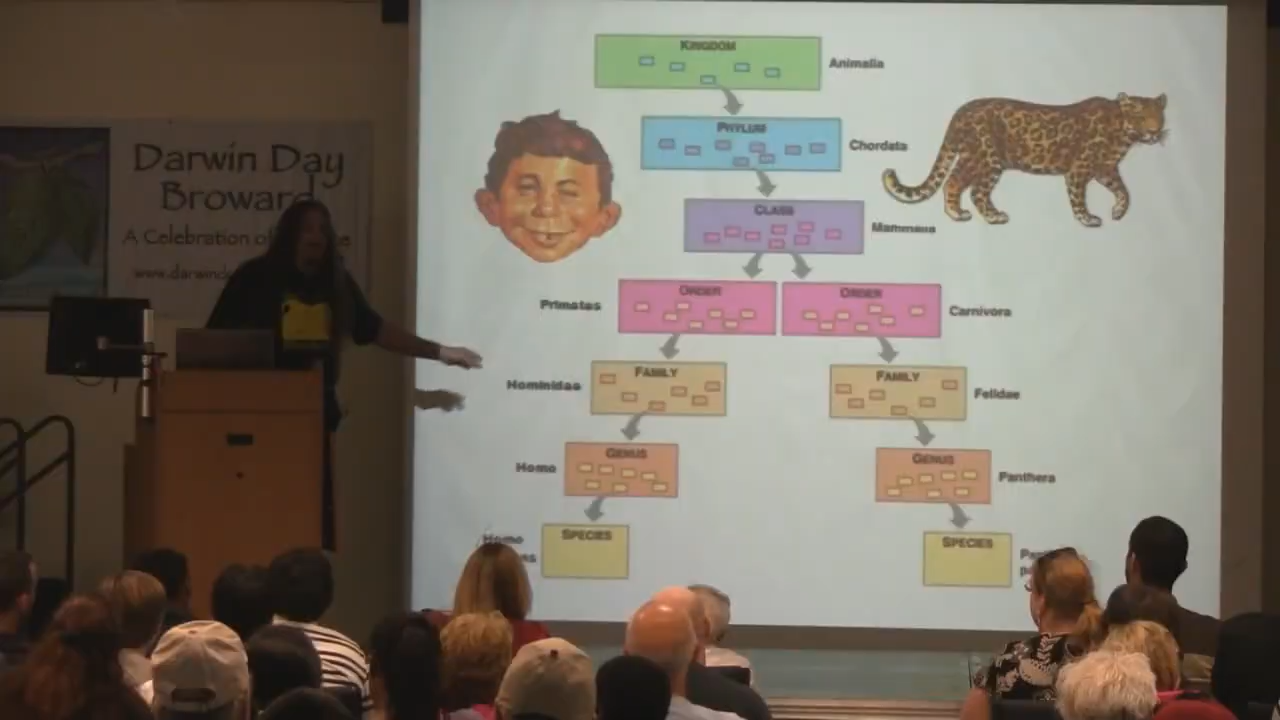 Darwin Day
Broward
A Celebration of
KINGDOM
Animalia
PHYLUM
Chordata
CLASS
Mammalia
Primates
ORDER
ORDER
Carnivora
Hominidae
FAMILY
FAMILY
Felidae
Homo
GENUS
GENUS
Panthera
Homo
SPECIES
SPECIES